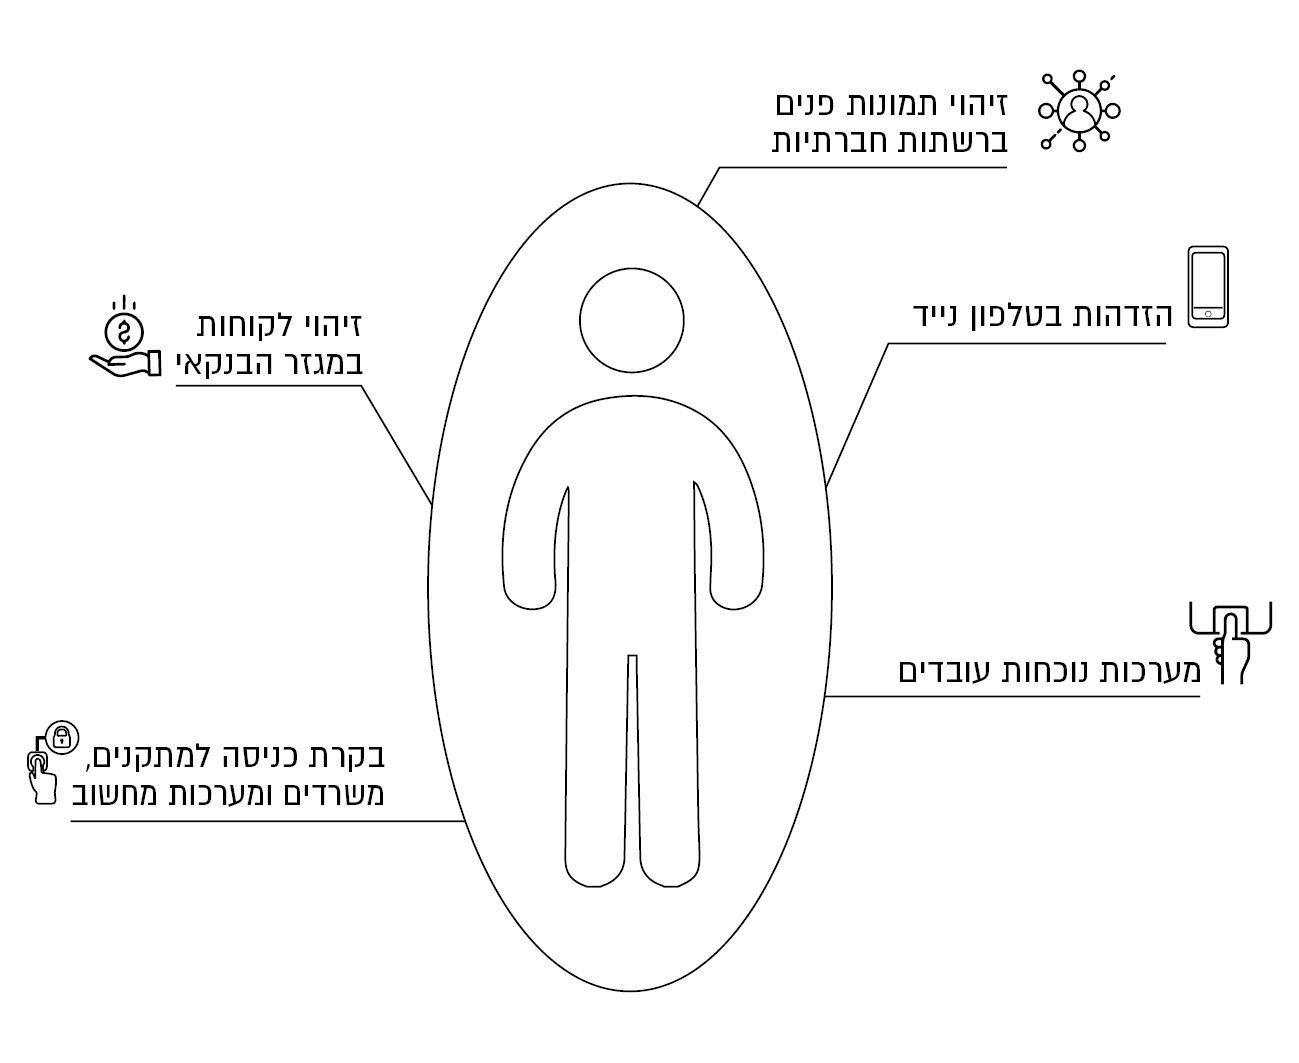 זיהוי תמונות פנים
ברשתות חברתיות
הזדהות בטלפון נייד
זיהוי לקוחות
במגזר הבנקאי
מערכות נוכחות עובדים
בקרת כניסה למתקנים,
משרדים ומערכות מחשוב